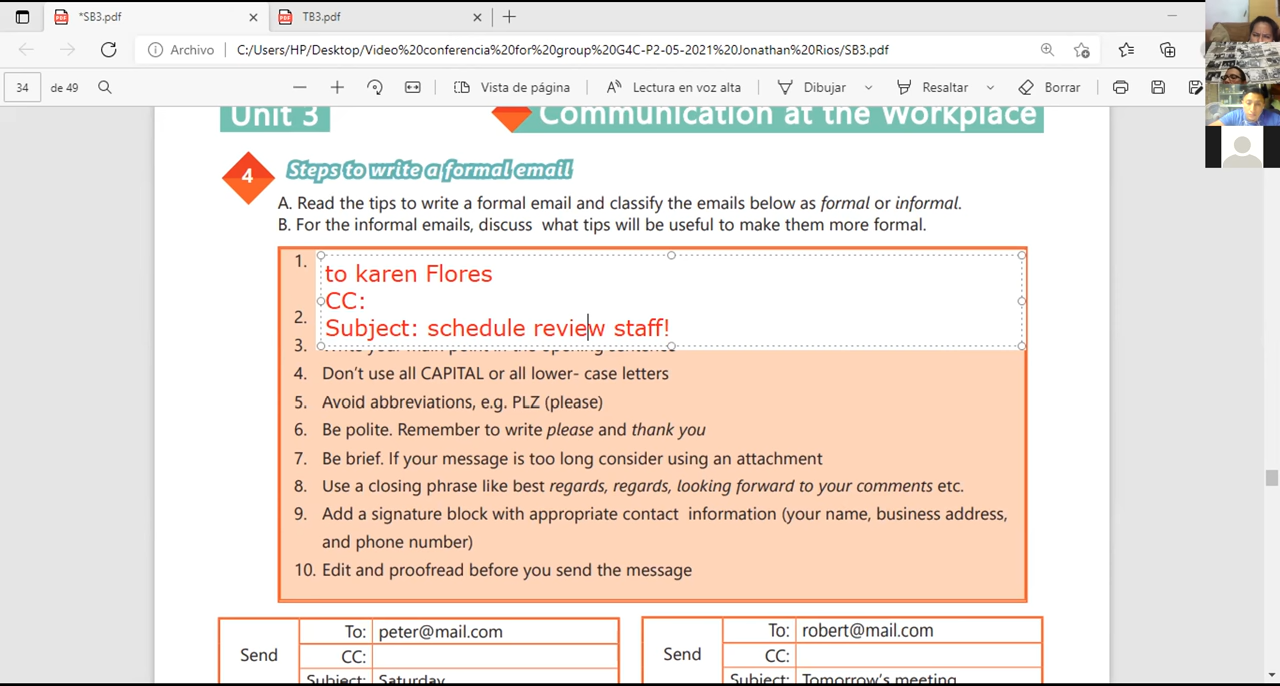 *SB3.pdf
TB3.pdf
Archivo
C:/Users/HP/Desktop/Video%20conferencia%20for%20group%20G4C-P2-05-2021%20Jonathan%20Rios/SB3.pdf
34 de 49
Vista de página
Lectura en voz alta
Dibujar
Resaltar
Borrar
Unit 3
Communication at the Workplace
4
Steps to write a formal email
A. Read the tips to write a formal email and classify the emails below as formal or informal.
B. For the informal emails, discuss what tips will be useful to make them more formal.
1.
to karen Flores
CC:
2.
Subject: schedule review staff!
3. Write your main point in the opening sentence
4. Don't use all CAPITAL or all lower- case letters
5. Avoid abbreviations, e.g. PLZ (please)
6. Be polite. Remember to write please and thank you
7. Be brief. If your message is too long consider using an attachment
8. Use a closing phrase like best regards, regards, looking forward to your comments etc.
9. Add a signature block with appropriate contact information (your name, business address,
and phone number)
10. Edit and proofread before you send the message
Send
To: peter@mail.com
CC:
Subject: Saturday
Send
To: robert@mail.com
CC:
Subject: Tomorrow's meeting